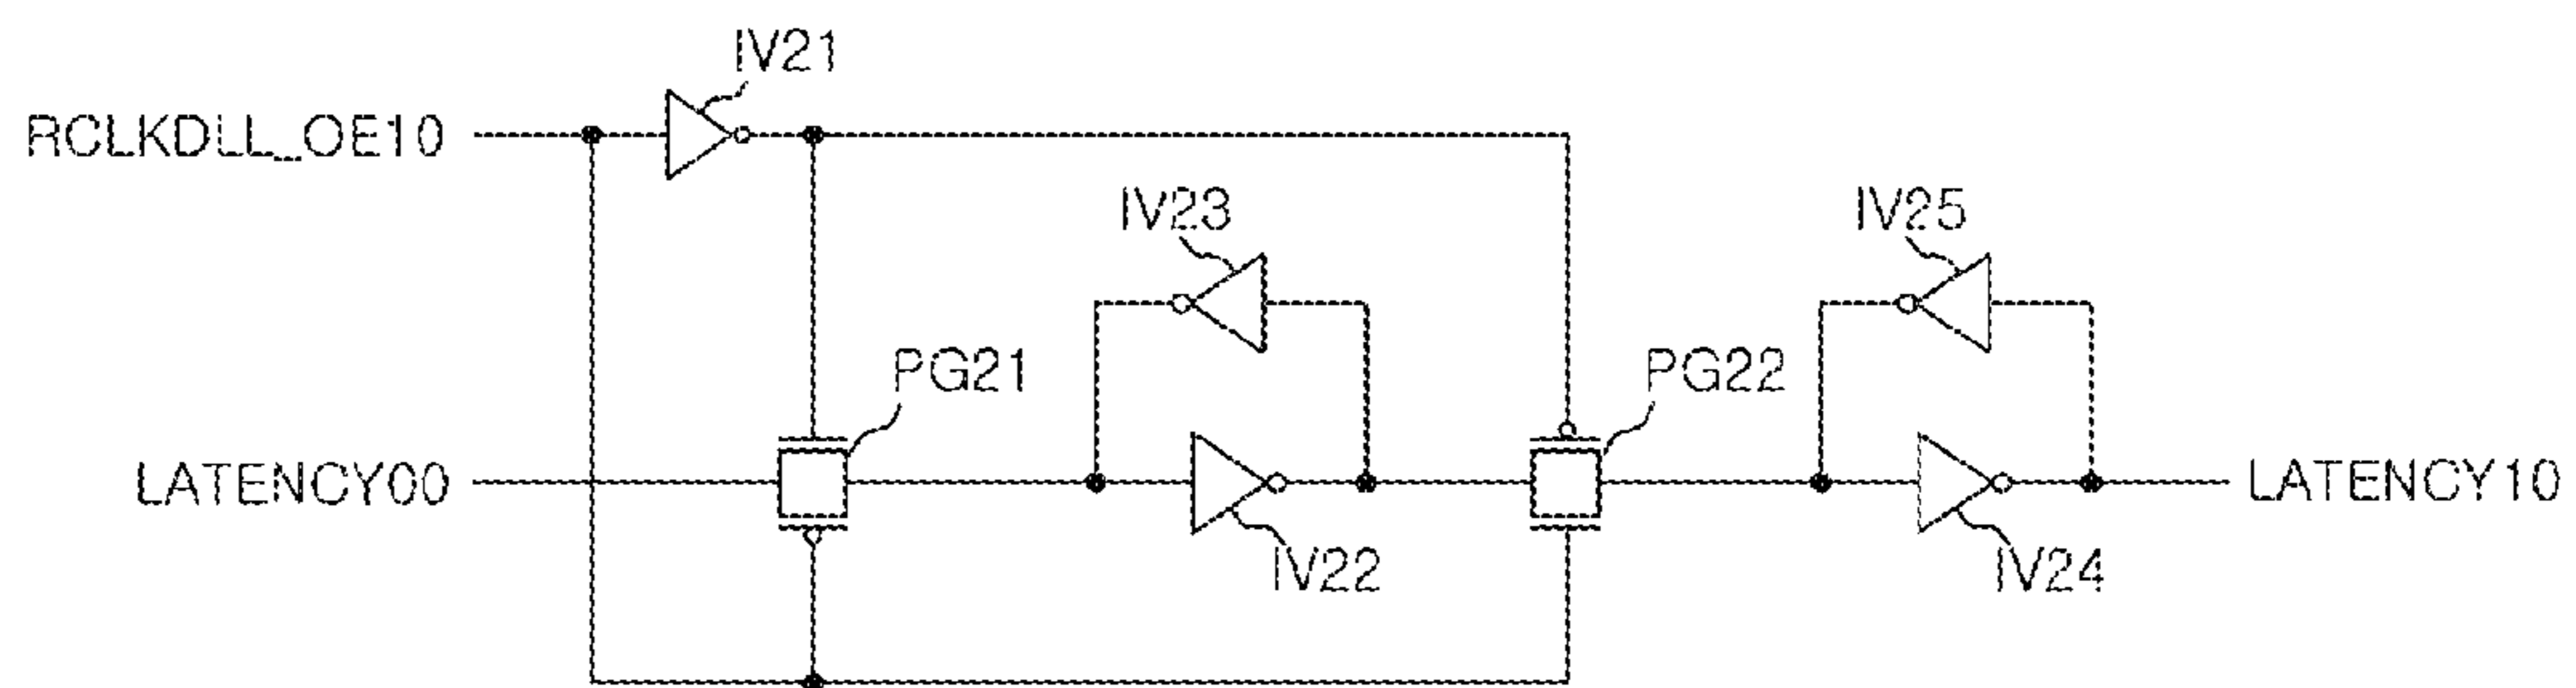 IV21
RCLKDLL_OE10
IV23
IV25
PG21
PG22
LATENCY00
LATENCY10
IV22
IV24